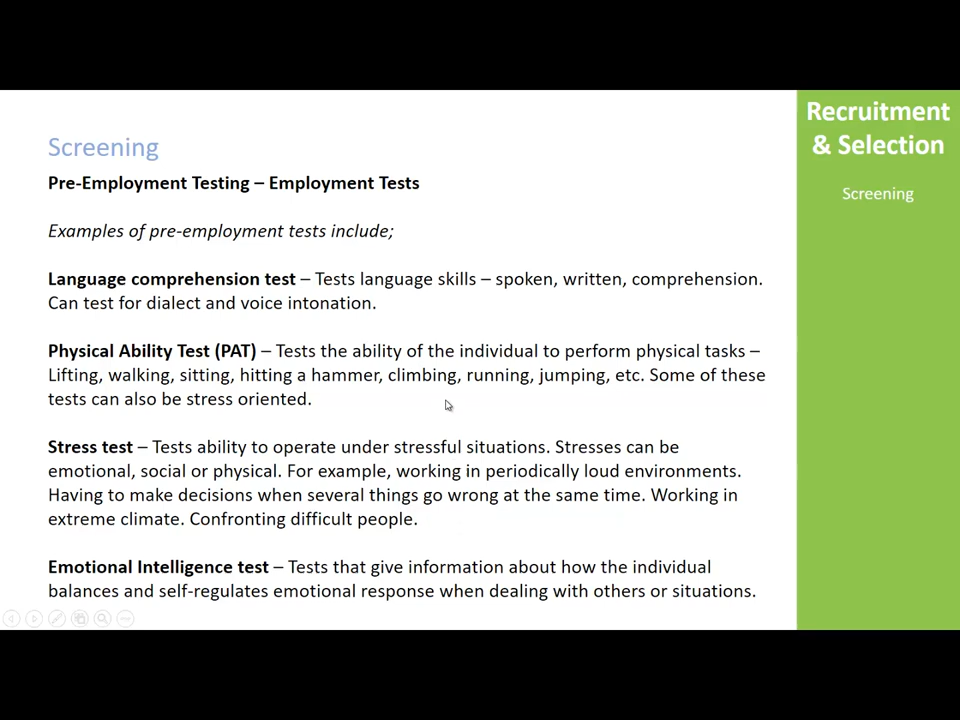 Recruitment
& Selection
Screening
Screening
Pre-Employment Testing – Employment Tests
Examples of pre-employment tests include;
Language comprehension test – Tests language skills – spoken, written, comprehension.
Can test for dialect and voice intonation.
Physical Ability Test (PAT) – Tests the ability of the individual to perform physical tasks –
Lifting, walking, sitting, hitting a hammer, climbing, running, jumping, etc. Some of these
tests can also be stress oriented.
Stress test – Tests ability to operate under stressful situations. Stresses can be
emotional, social or physical. For example, working in periodically loud environments.
Having to make decisions when several things go wrong at the same time. Working in
extreme climate. Confronting difficult people.
Emotional Intelligence test – Tests that give information about how the individual
balances and self-regulates emotional response when dealing with others or situations.